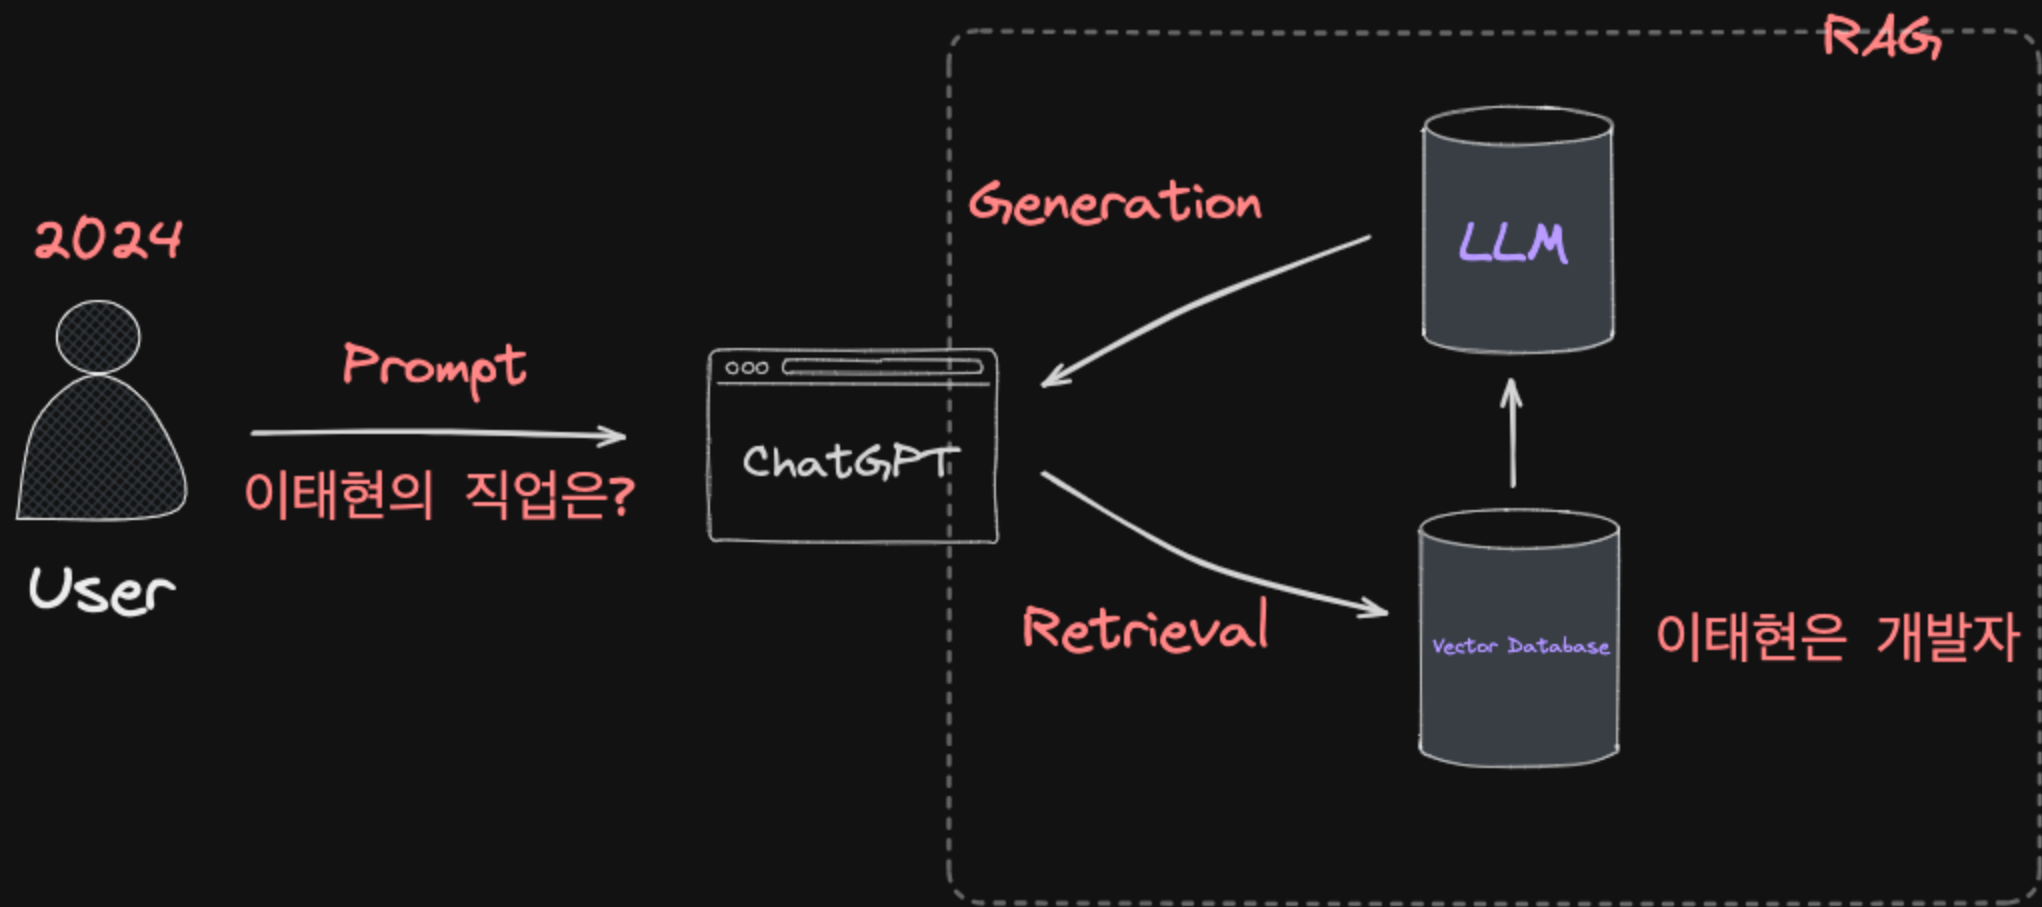 RAG
Generation
LLM
2024
Prompt
ChatGPT
이태현의 직업은?
User
Retrieval
Vector Database
이태현은 개발자